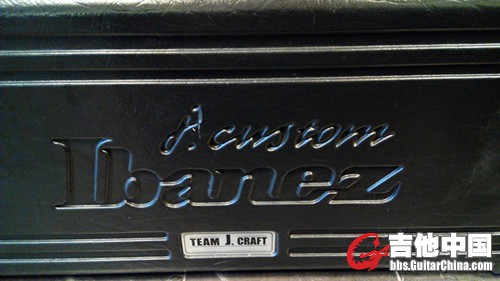 J.custom
Ibanez
TEAM J. CRAFT
吉他中国
bbs.GuitarChina.com